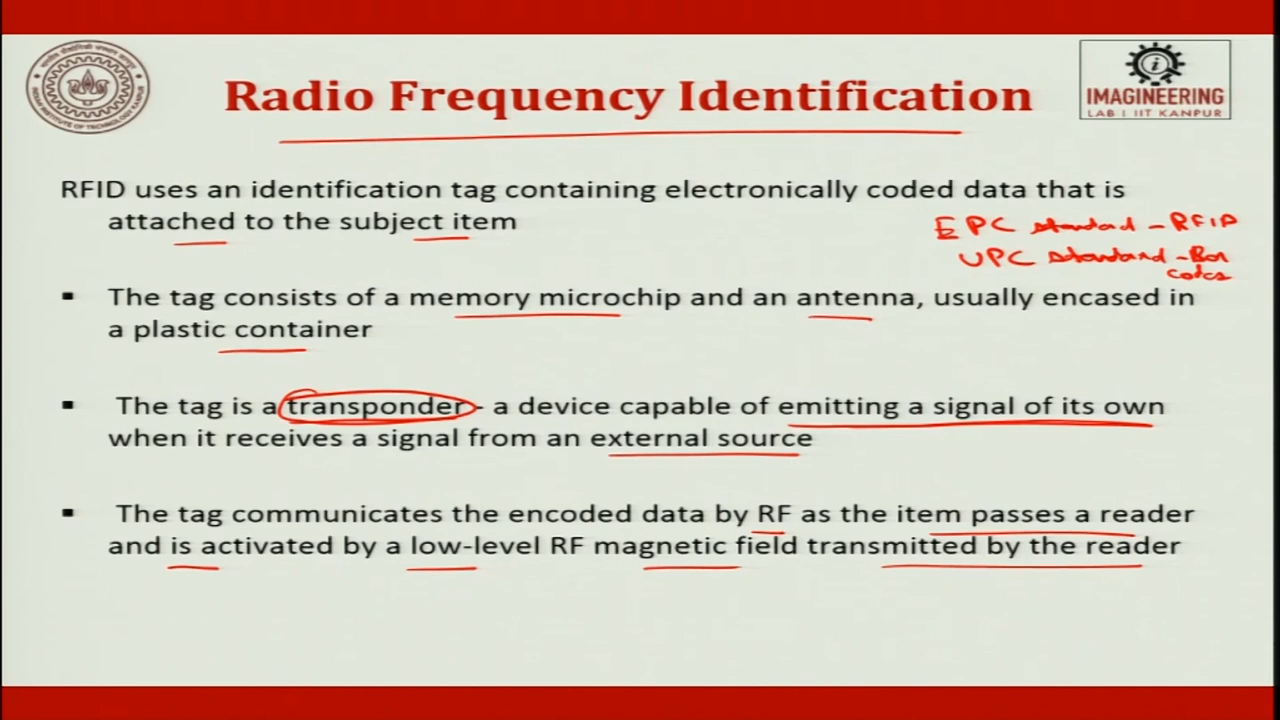 Radio Frequency Identification
IMAGINEERING
LAB | IIT KANPUR
RFID uses an identification tag containing electronically coded data that is
attached to the subject item
EPC standard - RFID
UPC standard - Bar
codes
▪ The tag consists of a memory microchip and an antenna, usually encased in
a plastic container
▪ The tag is a transponder - a device capable of emitting a signal of its own
when it receives a signal from an external source
▪ The tag communicates the encoded data by RF as the item passes a reader
and is activated by a low-level RF magnetic field transmitted by the reader